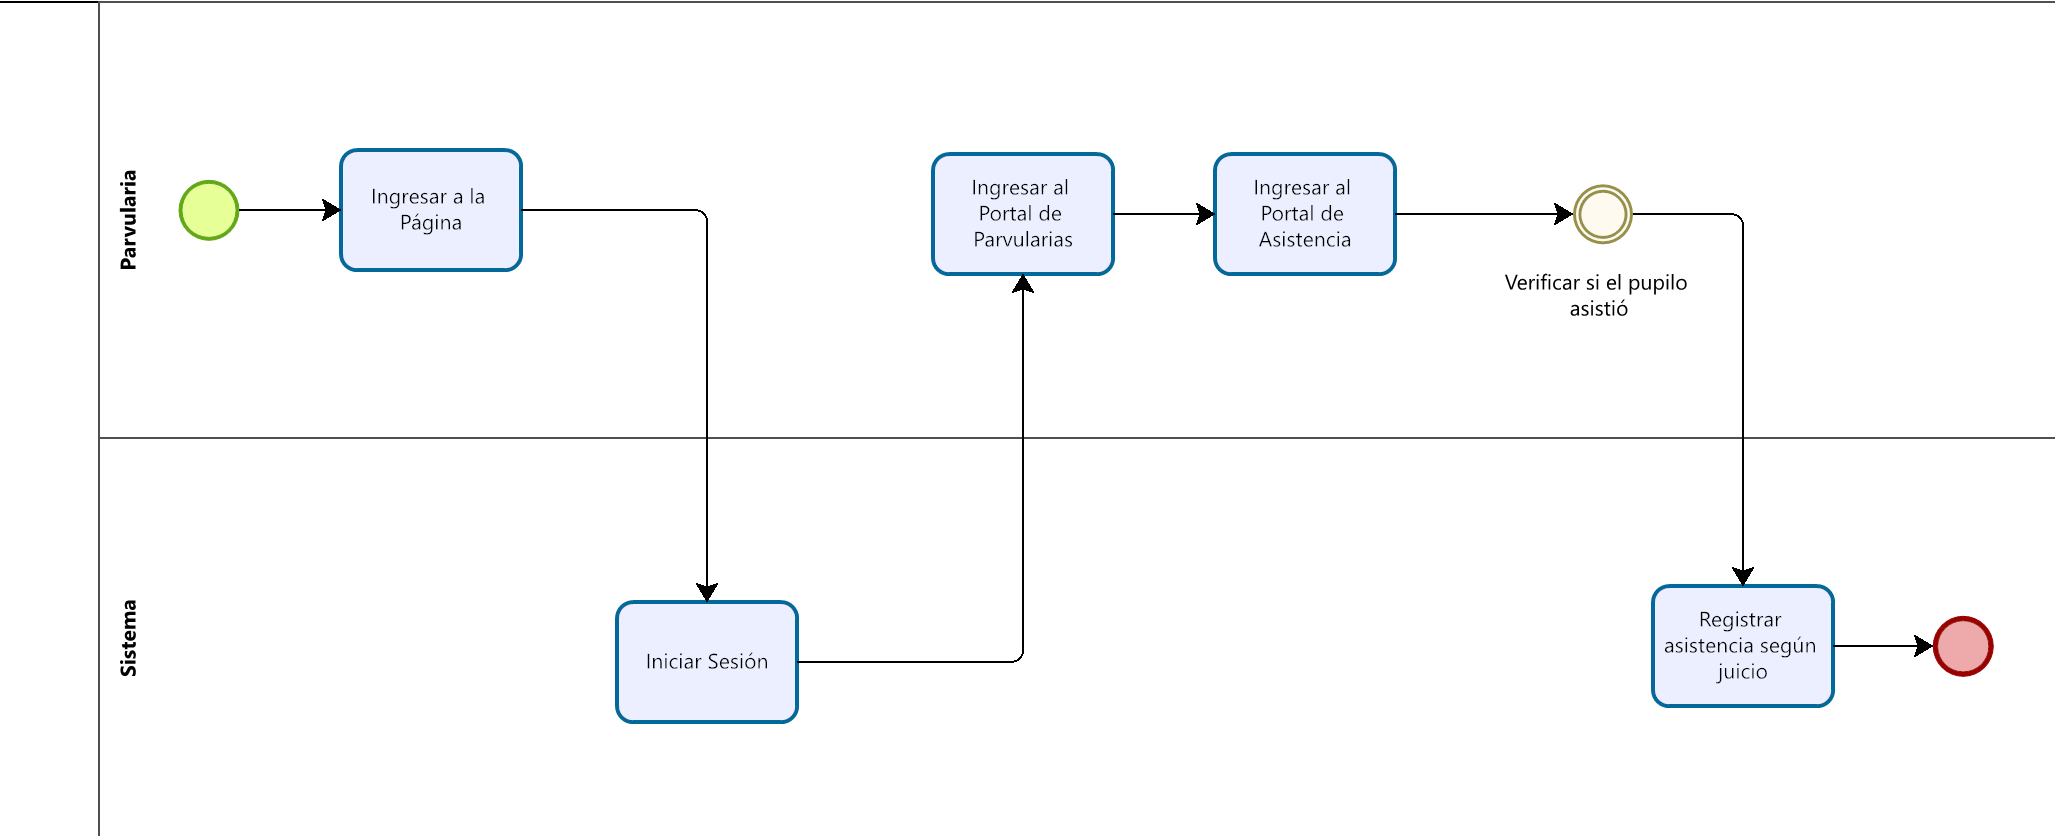 Parvularia
Ingresar a la
Página
Ingresar al
Portal de
Parvularias
Ingresar al
Portal de
Asistencia
Verificar si el pupilo
asistió
Sistema
Iniciar Sesión
Registrar
asistencia según
juicio